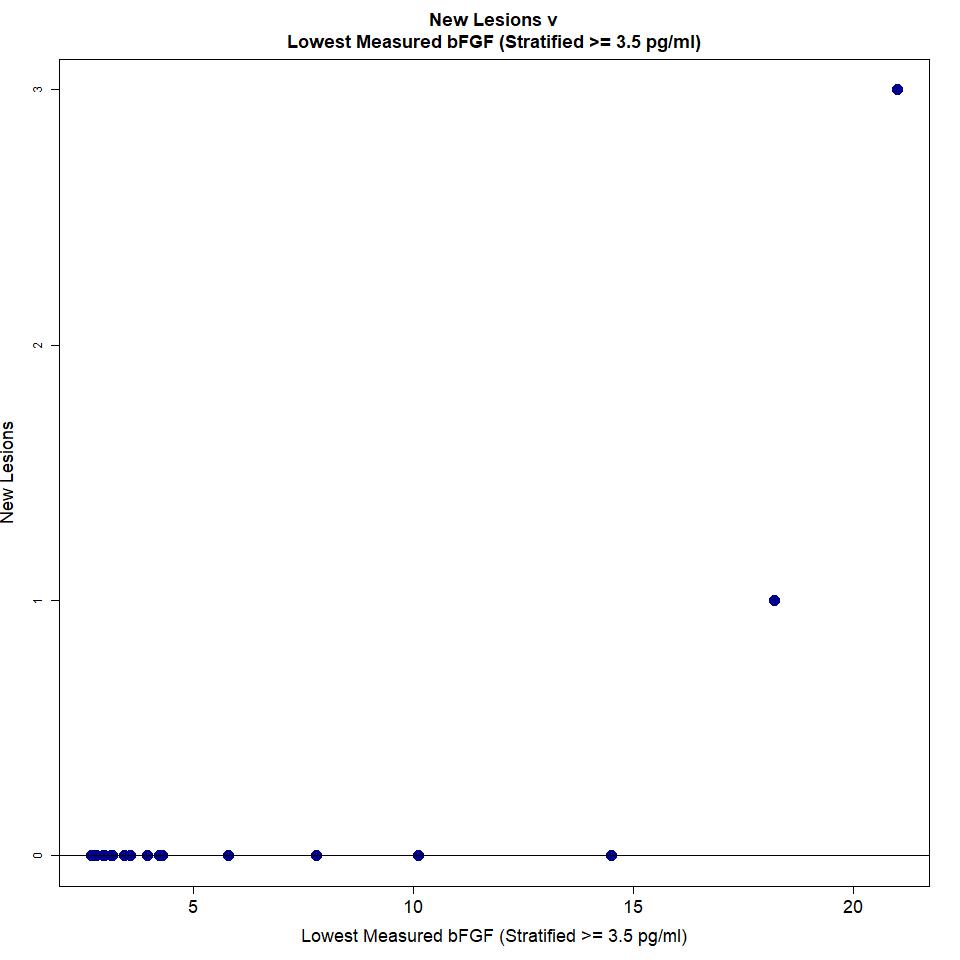 New Lesions v
Lowest Measured bFGF (Stratified >= 3.5 pg/ml)
3
2
1
0
New Lesions
5 10 15 20
Lowest Measured bFGF (Stratified >= 3.5 pg/ml)